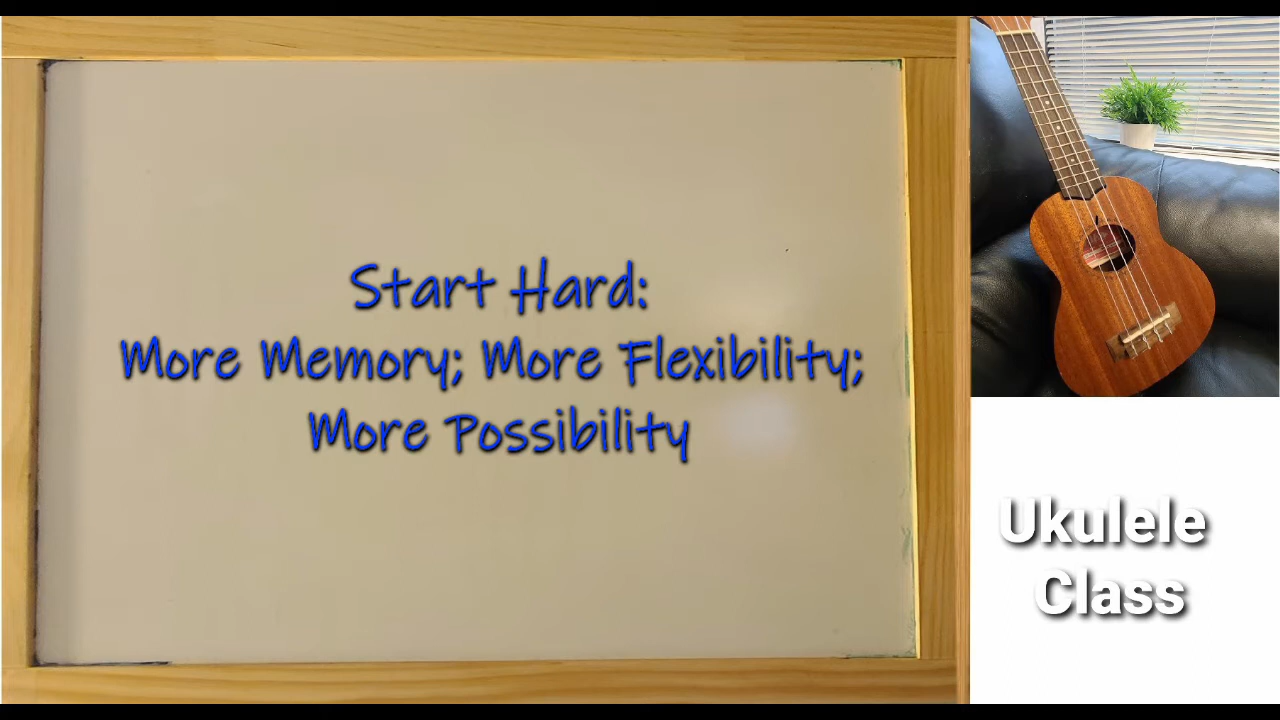 Start Hard:
More Memory; More Flexibility;
More Possibility
Ukulele
Class